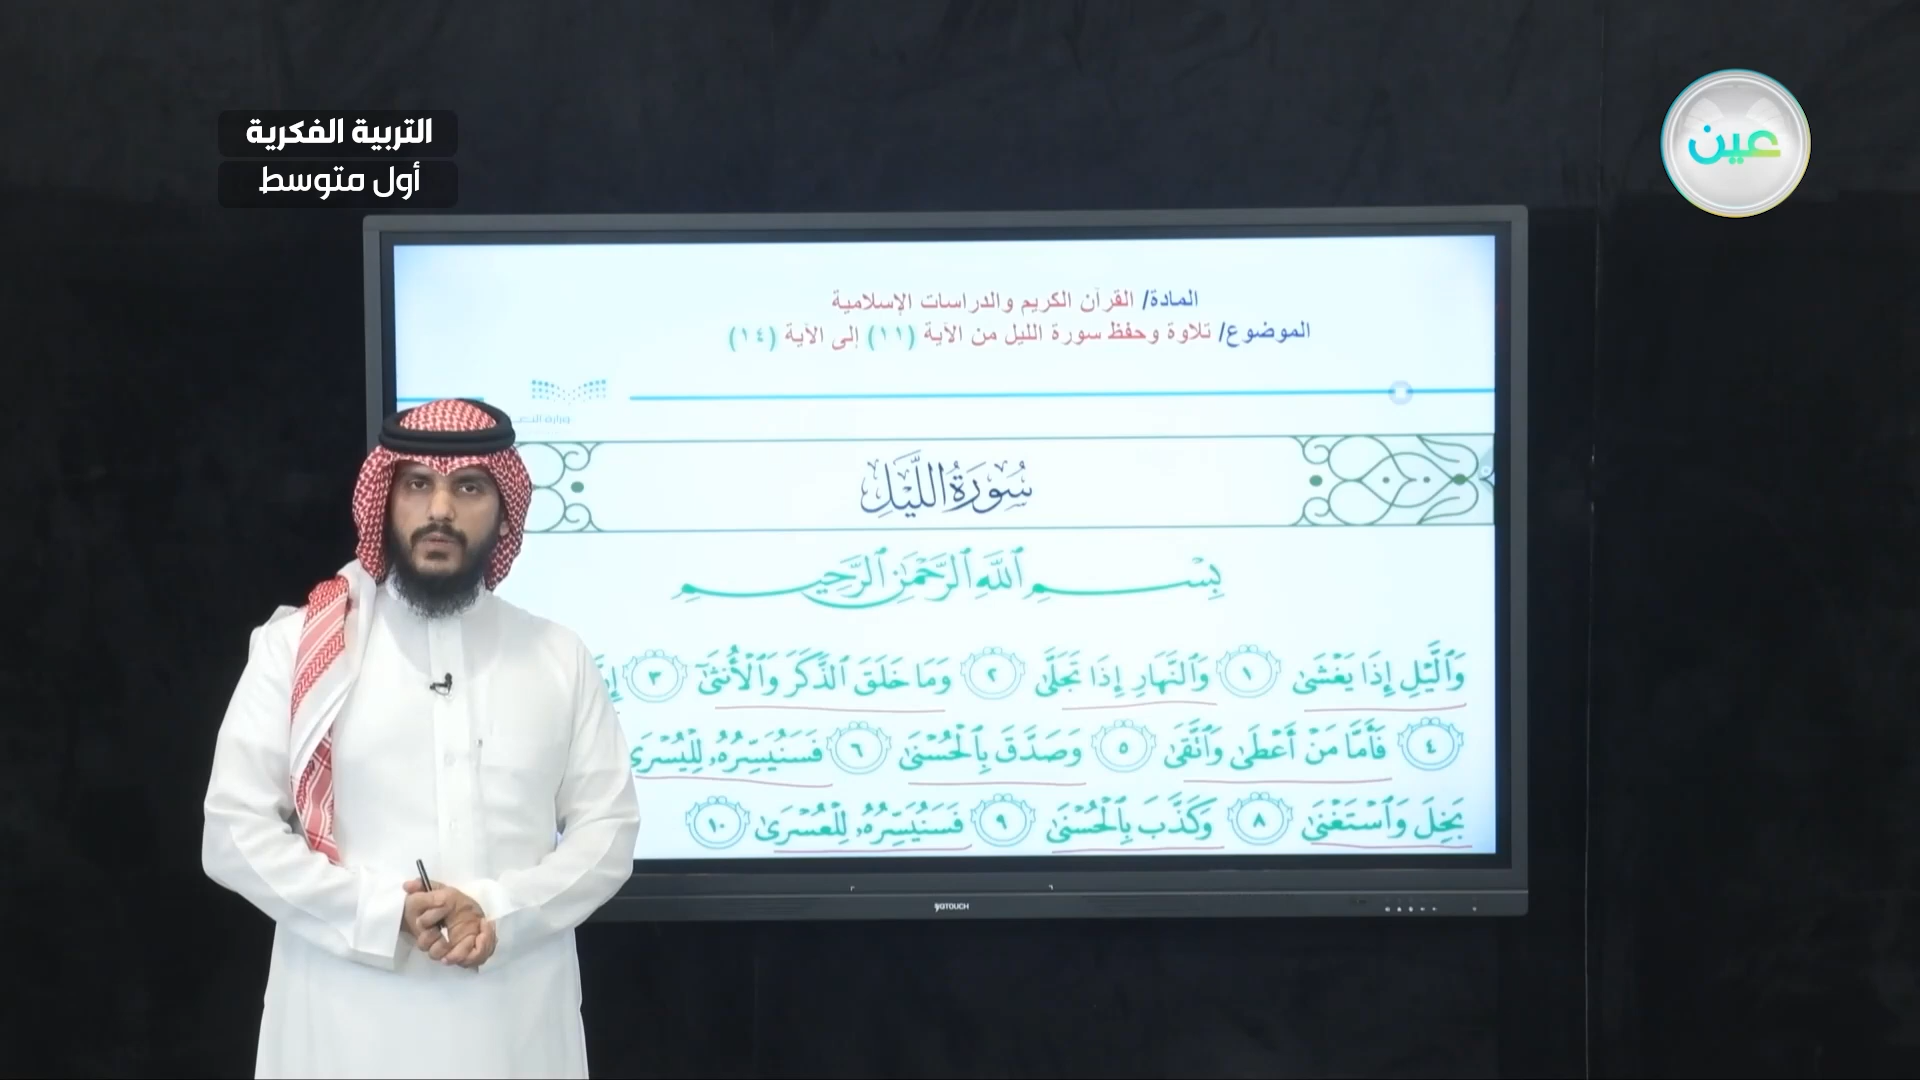 التربية الفكرية
أول متوسط
عين
المادة/ القرآن الكريم والدراسات الإسلامية
الموضوع/ تلاوة وحفظ سورة الليل من الآية (١١) إلى الآية (١٤)
سُورَةُ اللَّيْلِ
بِسْمِ ٱللَّهِ ٱلرَّحْمَٰنِ ٱلرَّحِيمِ
وَٱلَّيْلِ إِذَا يَغْشَىٰ ١ وَٱلنَّهَارِ إِذَا تَجَلَّىٰ ٢ وَمَا خَلَقَ ٱلذَّكَرَ وَٱلْأُنثَىٰٓ ٣
٤ فَأَمَّا مَنْ أَعْطَىٰ وَٱتَّقَىٰ ٥ وَصَدَّقَ بِٱلْحُسْنَىٰ ٦ فَسَنُيَسِّرُهُۥ لِلْيُسْرَىٰ
بَخِلَ وَٱسْتَغْنَىٰ ٨ وَكَذَّبَ بِٱلْحُسْنَىٰ ٩ فَسَنُيَسِّرُهُۥ لِلْعُسْرَىٰ ١٠